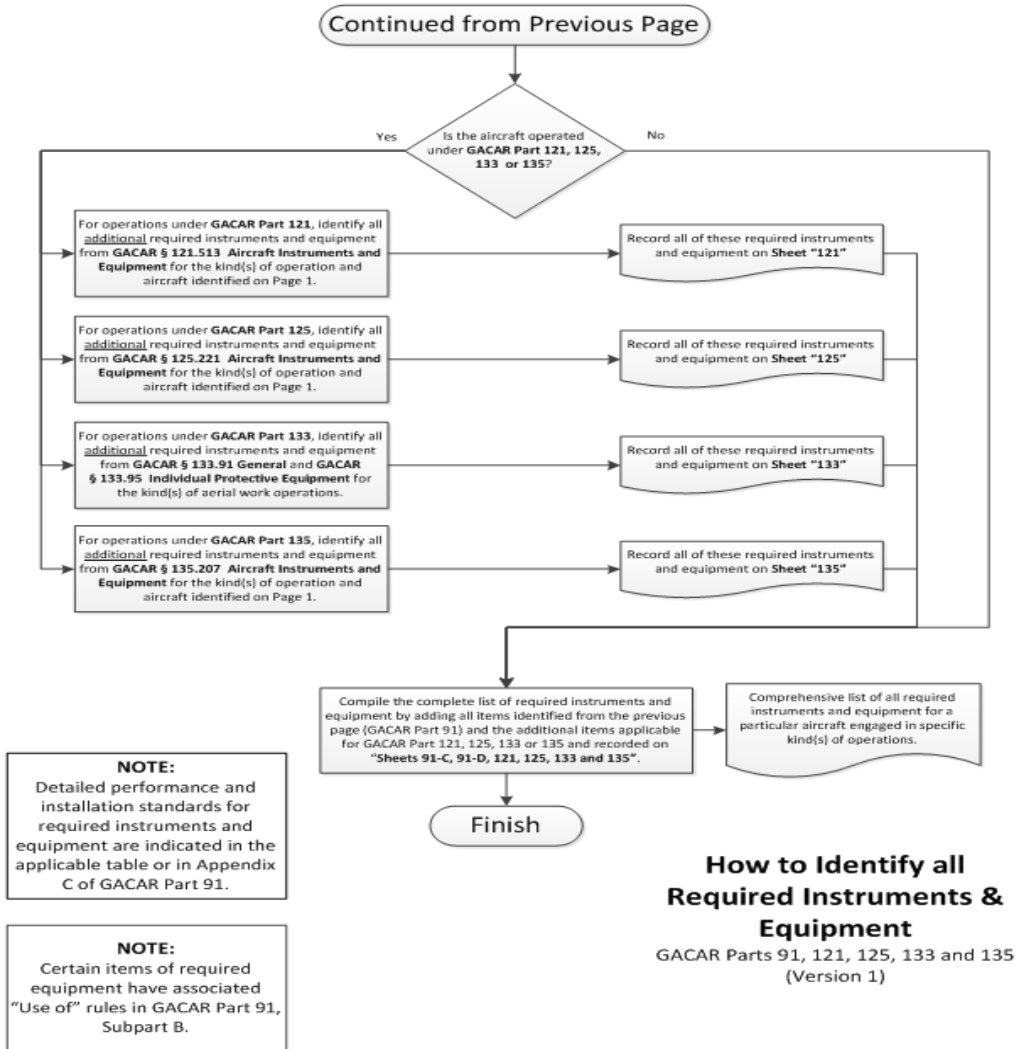 Continued from Previous Page
Is the aircraft operated
under GACAR Part 121, 125,
133 or 135?
Yes
No
For operations under GACAR Part 121, identify all
additional required instruments and equipment
from GACAR § 121.513 Aircraft Instruments and
Equipment for the kind(s) of operation and
aircraft identified on Page 1.
Record all of these required instruments
and equipment on Sheet "121"
For operations under GACAR Part 125, identify all
additional required instruments and equipment
from GACAR § 125.221 Aircraft Instruments and
Equipment for the kind(s) of operation and
aircraft identified on Page 1.
Record all of these required instruments
and equipment on Sheet "125"
For operations under GACAR Part 133, identify all
additional required instruments and equipment
from GACAR § 133.91 General and GACAR
§ 133.95 Individual Protective Equipment for
the kind(s) of aerial work operations.
Record all of these required instruments
and equipment on Sheet "133"
For operations under GACAR Part 135, identify all
additional required instruments and equipment
from GACAR § 135.207 Aircraft Instruments and
Equipment for the kind(s) of operation and
aircraft identified on Page 1.
Record all of these required instruments
and equipment on Sheet "135"
Compile the complete list of required instruments and
equipment by adding all items identified from the previous
page (GACAR Part 91) and the additional items applicable
for GACAR Part 121, 125, 133 or 135 and recorded on
"Sheets 91-C, 91-D, 121, 125, 133 and 135".
Comprehensive list of all required
instruments and equipment for a
particular aircraft engaged in specific
kind(s) of operations.
Finish
NOTE:
Detailed performance and
installation standards for
required instruments and
equipment are indicated in the
applicable table or in Appendix
C of GACAR Part 91.
NOTE:
Certain items of required
equipment have associated
"Use of" rules in GACAR Part 91,
Subpart B.
How to Identify all
Required Instruments &
Equipment
GACAR Parts 91, 121, 125, 133 and 135
(Version 1)